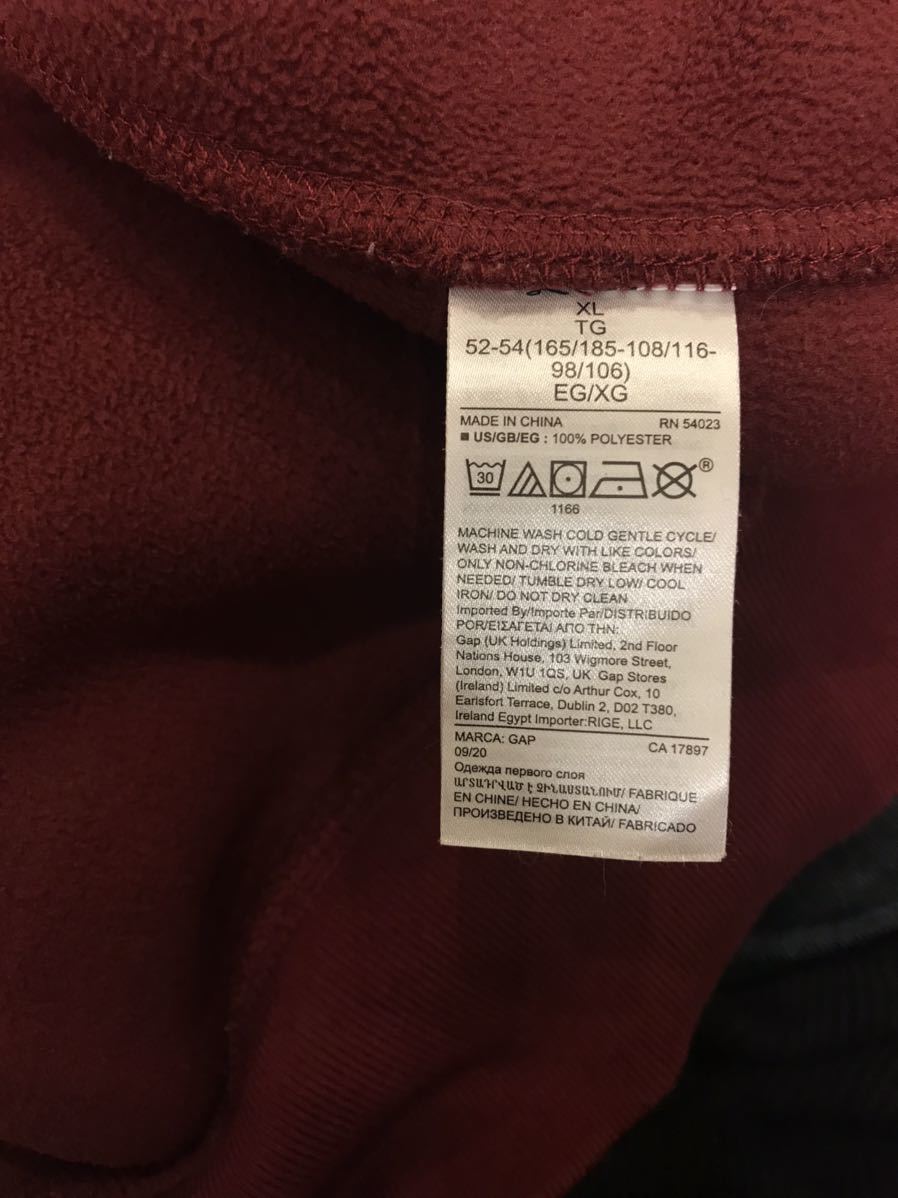 XL
TG
52-54(165/185-108/116-
98/106)
EG/XG
MADE IN CHINA RN 54023
US/GB/EG : 100% POLYESTER
30 ®
1166
MACHINE WASH COLD GENTLE CYCLE/
WASH AND DRY WITH LIKE COLORS/
ONLY NON-CHLORINE BLEACH WHEN
NEEDED/ TUMBLE DRY LOW/ COOL
IRON/ DO NOT DRY CLEAN
Imported By/Importe Par/DISTRIBUIDO
POR/ΕΙΣΑΓΕΤΑΙ ΑΠΟ ΤΗΝ:
Gap (UK Holdings) Limited, 2nd Floor
Nations House, 103 Wigmore Street,
London, W1U 1QS, UK Gap Stores
(Ireland) Limited c/o Arthur Cox, 10
Earlsfort Terrace, Dublin 2, D02 T380,
Ireland Egypt Importer:RIGE, LLC
MARCA: GAP CA 17897
09/20
Одежда первого слоя
ԱՐՏԱԴՐՎԱԾ Է ՉԻՆԱՍՏԱՆՈՒՄ/ FABRIQUE
EN CHINE/ HECHO EN CHINA/
ПРОИЗВЕДЕНО В КИТАЙ/ FABRICADO